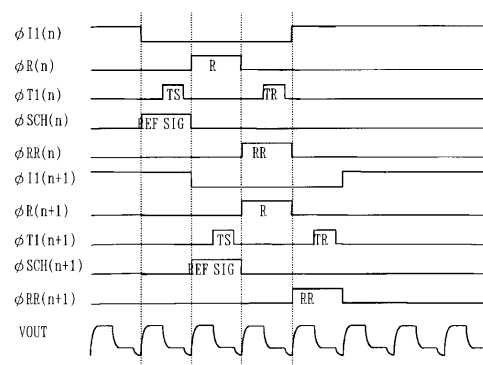 ϕI1(n)
ϕR(n) R
ϕT1(n) TS TR
ϕSCH(n) REF SIG
ϕRR(n) RR
ϕI1(n+1)
ϕR(n+1) R
ϕT1(n+1) TS TR
ϕSCH(n+1) REF SIG
ϕRR(n+1) RR
VOUT